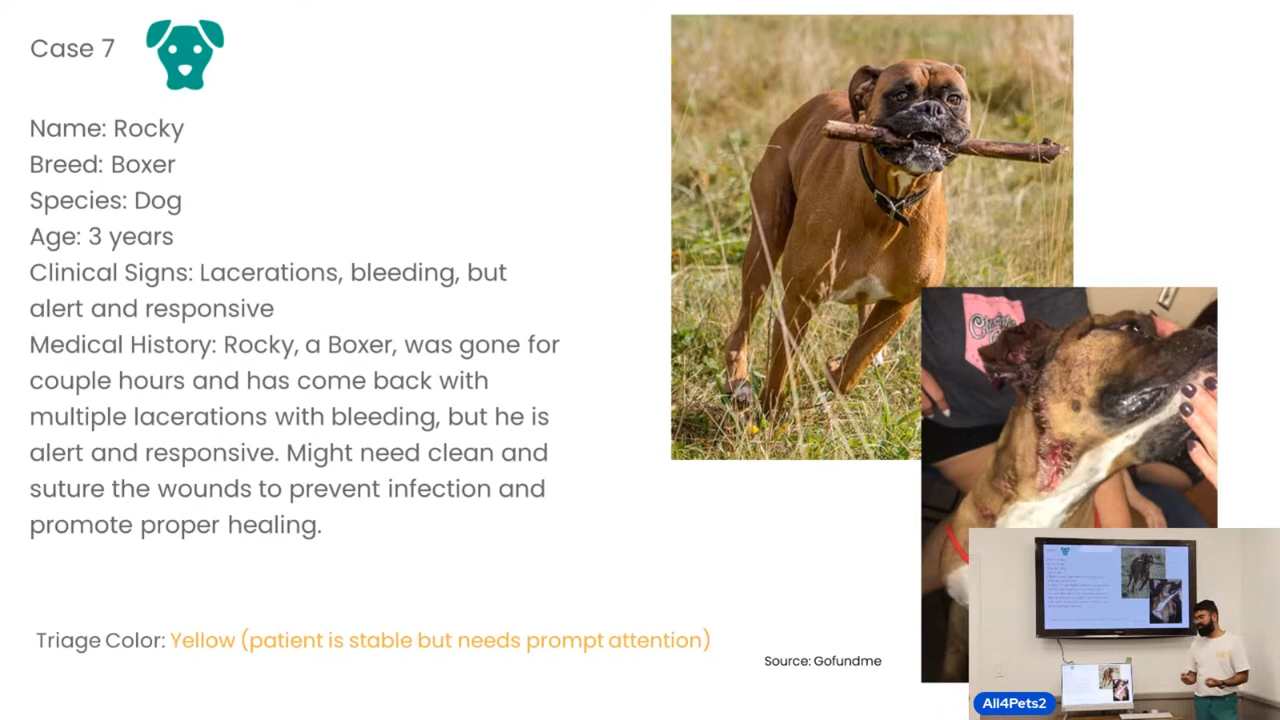 Case 7
Name: Rocky
Breed: Boxer
Species: Dog
Age: 3 years
Clinical Signs: Lacerations, bleeding, but
alert and responsive
Medical History: Rocky, a Boxer, was gone for
couple hours and has come back with
multiple lacerations with bleeding, but he is
alert and responsive. Might need clean and
suture the wounds to prevent infection and
promote proper healing.
Triage Color: Yellow (patient is stable but needs prompt attention)
Source: Gofundme
All4Pets2